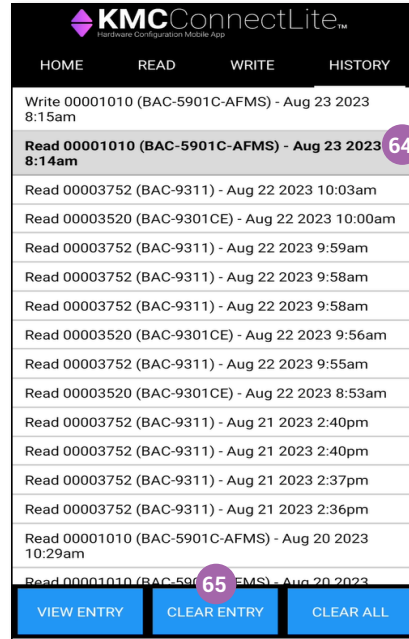 KMCConnectLite™
Hardware Configuration Mobile App
HOME READ WRITE HISTORY
Write 00001010 (BAC-5901C-AFMS) - Aug 23 2023
8:15am
Read 00001010 (BAC-5901C-AFMS) - Aug 23 2023
64
8:14am
Read 00003752 (BAC-9311) - Aug 22 2023 10:03am
Read 00003520 (BAC-9301CE) - Aug 22 2023 10:00am
Read 00003752 (BAC-9311) - Aug 22 2023 9:59am
Read 00003752 (BAC-9311) - Aug 22 2023 9:58am
Read 00003752 (BAC-9311) - Aug 22 2023 9:58am
Read 00003520 (BAC-9301CE) - Aug 22 2023 9:56am
Read 00003752 (BAC-9311) - Aug 22 2023 9:55am
Read 00003520 (BAC-9301CE) - Aug 22 2023 8:53am
Read 00003752 (BAC-9311) - Aug 21 2023 2:40pm
Read 00003752 (BAC-9311) - Aug 21 2023 2:40pm
Read 00003752 (BAC-9311) - Aug 21 2023 2:37pm
Read 00003752 (BAC-9311) - Aug 21 2023 2:36pm
Read 00001010 (BAC-5901C-AFMS) - Aug 20 2023
10:29am
Read 00001010 - Aug 20 2023
65
VIEW ENTRY CLEAR ENTRY CLEAR ALL